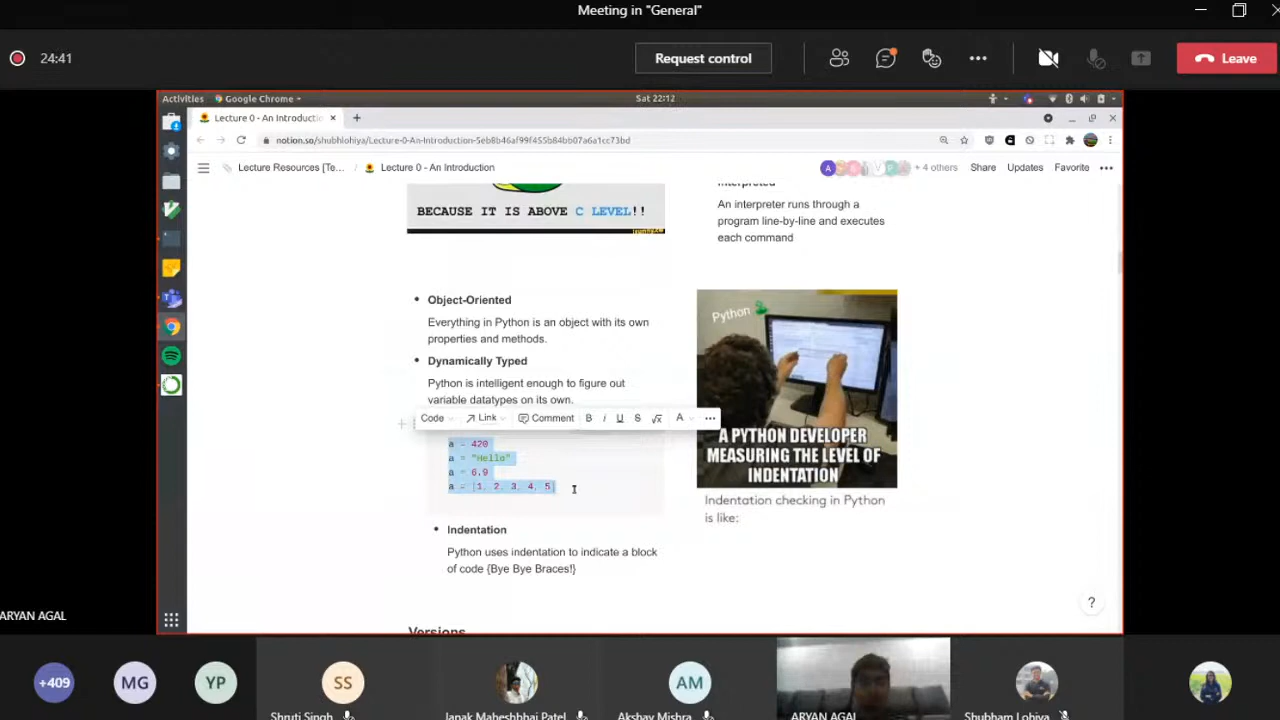 Meeting in "General"
24:41
Request control
Leave
Activities
Google Chrome
Sat 22:12
Lecture 0 - An Introductio
notion.so/shubhlohiya/Lecture-0-An-Introduction-5eb8b46af99f455b84bb07a6a1cc73bd
Lecture Resources [Te...
/
Lecture 0 - An Introduction
A
V
P
+ 4 others
Share
Updates
Favorite
BECAUSE IT IS ABOVE C LEVEL!!
Interpreted
An interpreter runs through a
program line-by-line and executes
each command
• Object-Oriented
Everything in Python is an object with its own
properties and methods.
• Dynamically Typed
Python is intelligent enough to figure out
variable datatypes on its own.
Code
Link
Comment
B
i
U
S
√x
A
a = 420
a = "Hello"
a = 6.9
a = [1, 2, 3, 4, 5]
• Indentation
Python uses indentation to indicate a block
of code {Bye Bye Braces!}
Python
A PYTHON DEVELOPER
MEASURING THE LEVEL OF
INDENTATION
Indentation checking in Python
is like:
Versions
?
ARYAN AGAL
+409
MG
YP
SS
Shruti Singh
Janak Maheshbhai Patel
AM
Akshay Mishra
ARYAN AGAL
Shubham Lohiya